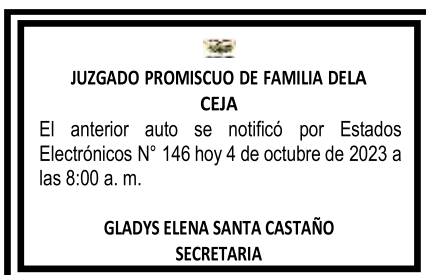 JUZGADO PROMISCUO DE FAMILIA DELA
CEJA
El anterior auto se notificó por Estados
Electrónicos N° 146 hoy 4 de octubre de 2023 a
las 8:00 a. m.
GLADYS ELENA SANTA CASTAÑO
SECRETARIA